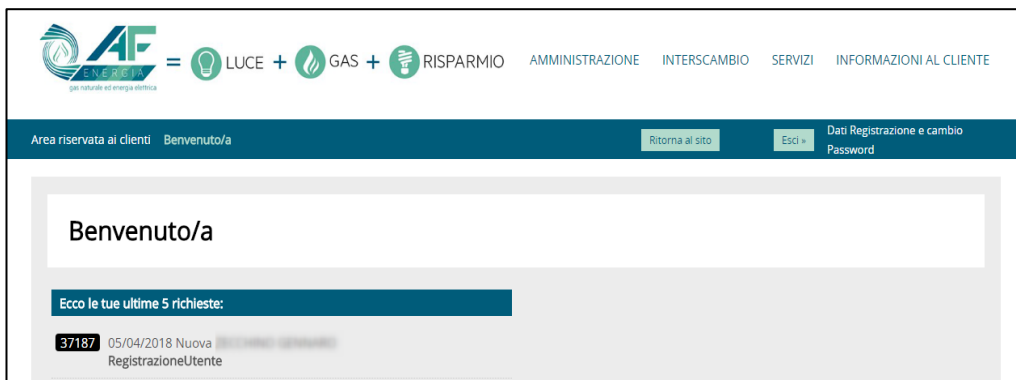 AF
ENERGIA
gas naturale ed energia elettrica
= LUCE + GAS + RISPARMIO
AMMINISTRAZIONE INTERSCAMBIO SERVIZI INFORMAZIONI AL CLIENTE
Area riservata ai clienti Benvenuto/a Ritorna al sito Esci » Dati Registrazione e cambio
Password
Benvenuto/a
Ecco le tue ultime 5 richieste:
37187 05/04/2018 Nuova
RegistrazioneUtente